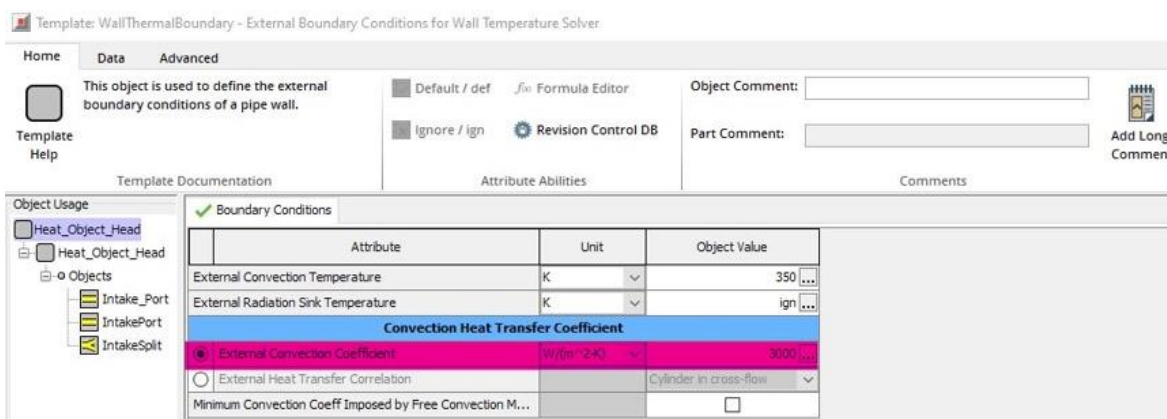 Template: WallThermalBoundary - External Boundary Conditions for Wall Temperature Solver
Home Data Advanced
This object is used to define the external
boundary conditions of a pipe wall.
Template
Help
Template Documentation
Default / def
Formula Editor
Ignore / ign
Revision Control DB
Attribute Abilities
Object Comment:
Part Comment:
Add Long
Commen
Comments
Object Usage
Heat_Object_Head
Heat_Object_Head
Objects
Intake_Port
IntakePort
IntakeSplit
Boundary Conditions
Attribute Unit Object Value
External Convection Temperature K 350 ...
External Radiation Sink Temperature K ign ...
Convection Heat Transfer Coefficient
External Convection Coefficient W/(m^2-K) 3000 ...
External Heat Transfer Correlation Cylinder in cross-flow
Minimum Convection Coeff Imposed by Free Convection M...